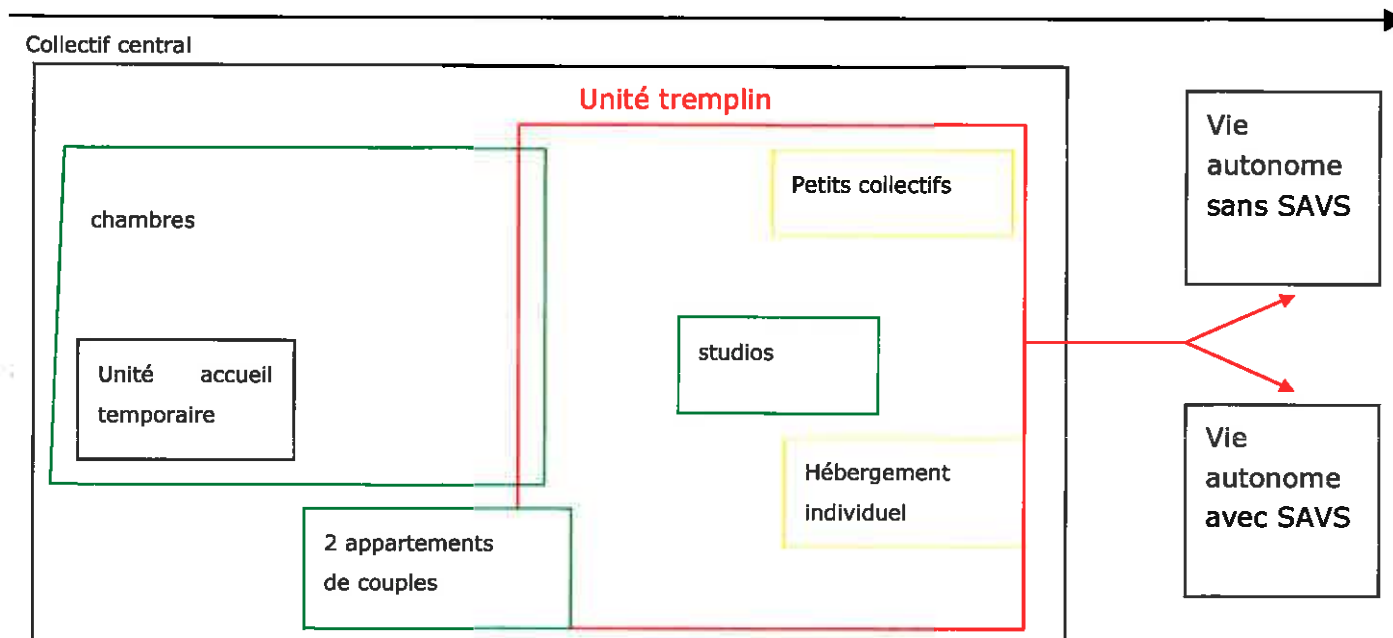 Collectif central
Unité tremplin
chambres
Unité accueil
temporaire
2 appartements
de couples
Petits collectifs
studios
Hébergement
individuel
Vie
autonome
sans SAVS
Vie
autonome
avec SAVS